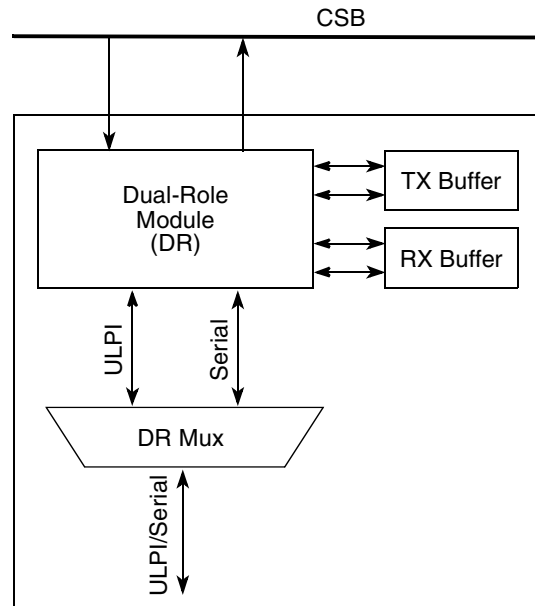 CSB
Dual-Role
Module
(DR)
TX Buffer
RX Buffer
ULPI
Serial
DR Mux
ULPI/Serial